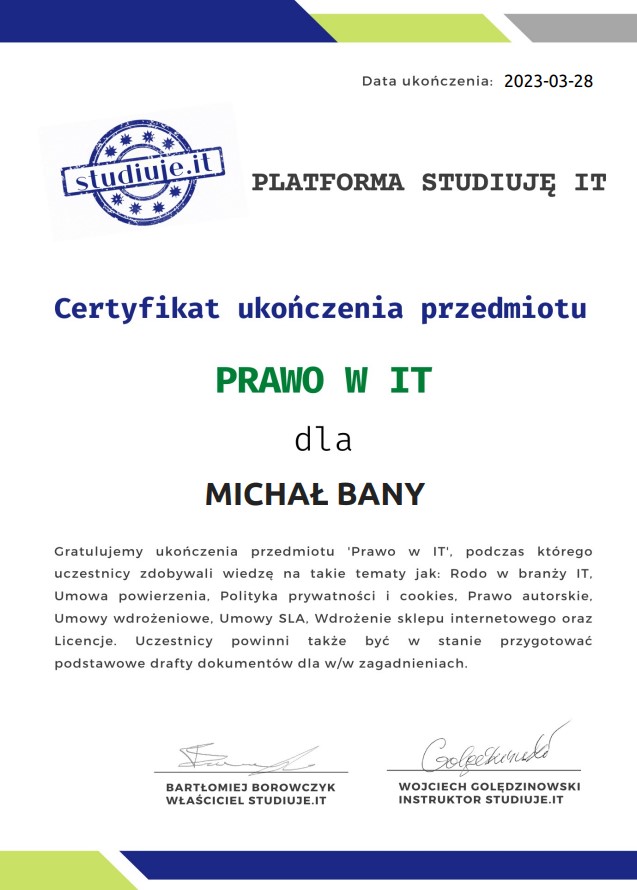 Data ukończenia: 2023-03-28
studiuje.it
PLATFORMA STUDIUJĘ IT
Certyfikat ukończenia przedmiotu
PRAWO W IT
dla
MICHAŁ BANY
Gratulujemy ukończenia przedmiotu 'Prawo w IT', podczas którego
uczestnicy zdobywali wiedzę na takie tematy jak: Rodo w branży IT,
Umowa powierzenia, Polityka prywatności i cookies, Prawo autorskie,
Umowy wdrożeniowe, Umowy SLA, Wdrożenie sklepu internetowego oraz
Licencje. Uczestnicy powinni także być w stanie przygotować
podstawowe drafty dokumentów dla w/w zagadnieniach.
BARTŁOMIEJ BOROWCZYK
WŁAŚCICIEL STUDIUJE.IT
WOJCIECH GOLĘDZINOWSKI
INSTRUKTOR STUDIUJE.IT